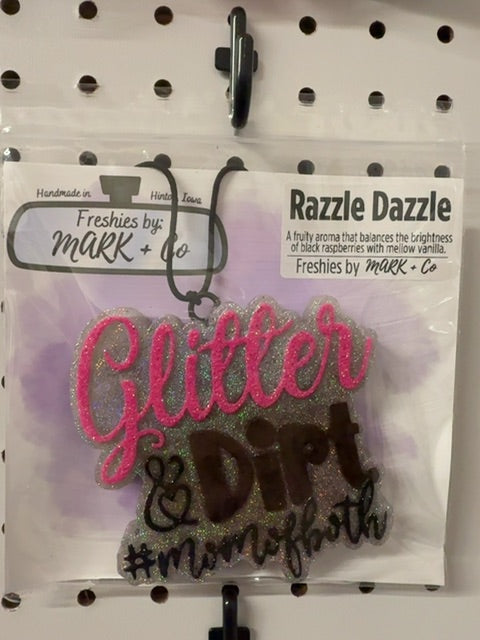 Handmade in Hinton, Iowa
Freshies by:
MARK + Co
Razzle Dazzle
A fruity aroma that balances the brightness
of black raspberries with mellow vanilla.
Freshies by MARK + Co
Glitter
& Dirt
#momofboth